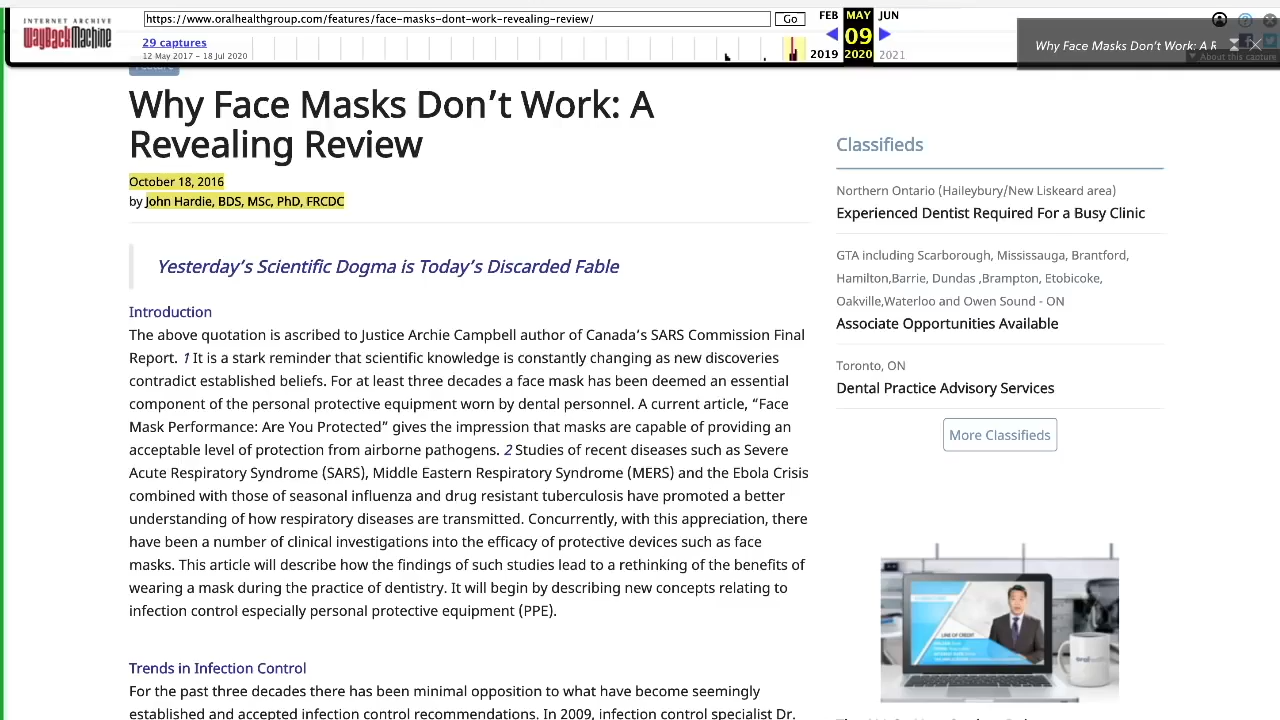 INTERNET ARCHIVE
WayBackMachine
https://www.oralhealthgroup.com/features/face-masks-dont-work-revealing-review/
Go
FEB MAY JUN
29 captures
09
12 May 2017 – 18 Jul 2020
2019 2020 2021
Why Face Masks Don't Work: A R
About this capture
Feature
Why Face Masks Don’t Work: A
Revealing Review
October 18, 2016
by John Hardie, BDS, MSc, PhD, FRCDC
Yesterday’s Scientific Dogma is Today’s Discarded Fable
Introduction
The above quotation is ascribed to Justice Archie Campbell author of Canada’s SARS Commission Final
Report. 1 It is a stark reminder that scientific knowledge is constantly changing as new discoveries
contradict established beliefs. For at least three decades a face mask has been deemed an essential
component of the personal protective equipment worn by dental personnel. A current article, “Face
Mask Performance: Are You Protected” gives the impression that masks are capable of providing an
acceptable level of protection from airborne pathogens. 2 Studies of recent diseases such as Severe
Acute Respiratory Syndrome (SARS), Middle Eastern Respiratory Syndrome (MERS) and the Ebola Crisis
combined with those of seasonal influenza and drug resistant tuberculosis have promoted a better
understanding of how respiratory diseases are transmitted. Concurrently, with this appreciation, there
have been a number of clinical investigations into the efficacy of protective devices such as face
masks. This article will describe how the findings of such studies lead to a rethinking of the benefits of
wearing a mask during the practice of dentistry. It will begin by describing new concepts relating to
infection control especially personal protective equipment (PPE).
Trends in Infection Control
For the past three decades there has been minimal opposition to what have become seemingly
established and accepted infection control recommendations. In 2009, infection control specialist Dr.
Classifieds
Northern Ontario (Haileybury/New Liskeard area)
Experienced Dentist Required For a Busy Clinic
GTA including Scarborough, Mississauga, Brantford,
Hamilton,Barrie, Dundas ,Brampton, Etobicoke,
Oakville,Waterloo and Owen Sound - ON
Associate Opportunities Available
Toronto, ON
Dental Practice Advisory Services
More Classifieds
LINE OF CREDIT